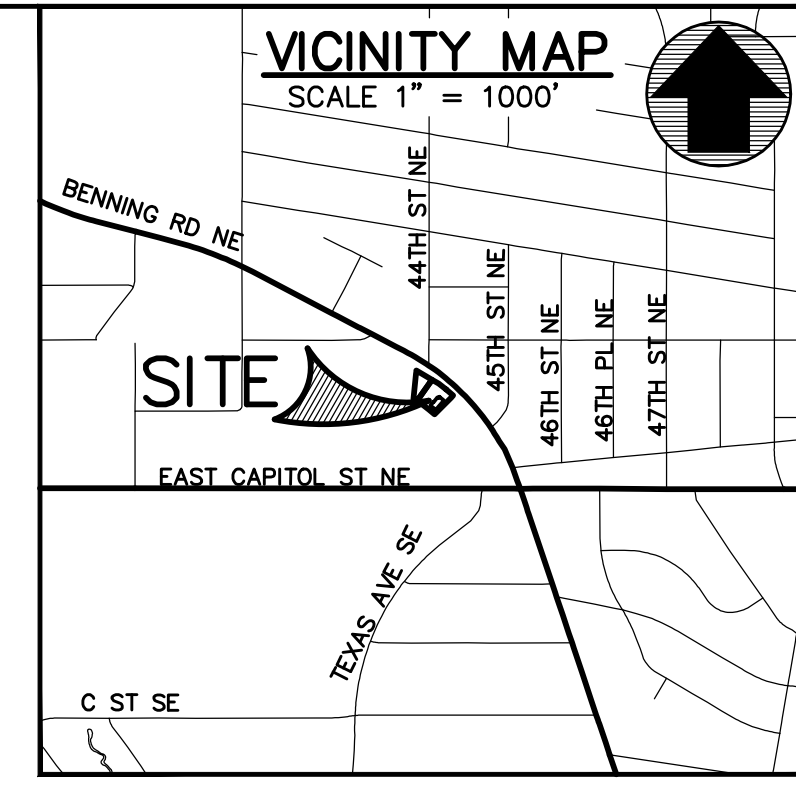 VICINITY MAP
SCALE 1" = 1000'
BENNING RD NE
44TH ST NE
45TH ST NE
46TH ST NE
46TH PL NE
47TH ST NE
SITE
EAST CAPITOL ST NE
TEXAS AVE SE
C ST SE